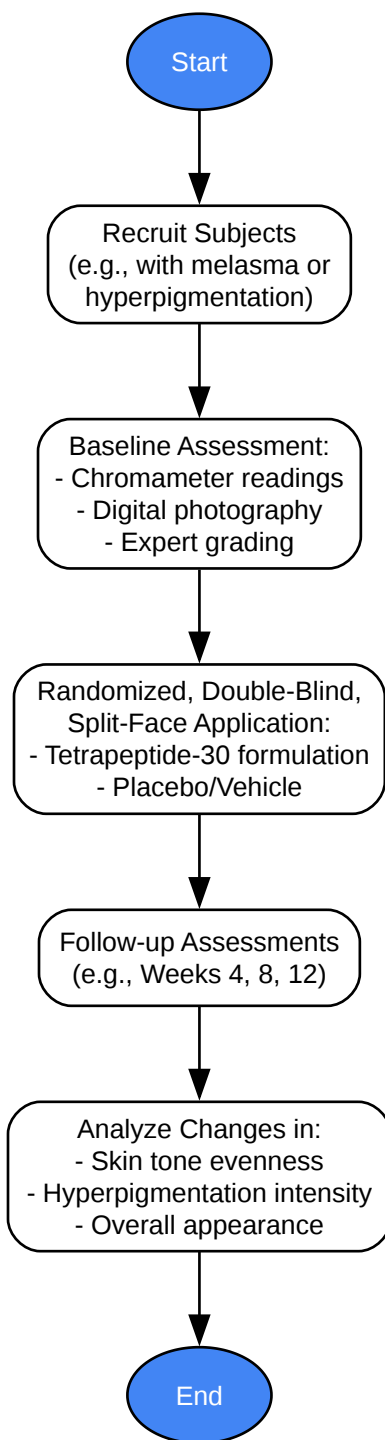 Start
Recruit Subjects
(e.g., with melasma or
hyperpigmentation)
Baseline Assessment:
- Chromameter readings
- Digital photography
- Expert grading
Randomized, Double-Blind,
Split-Face Application:
- Tetrapeptide-30 formulation
- Placebo/Vehicle
Follow-up Assessments
(e.g., Weeks 4, 8, 12)
Analyze Changes in:
- Skin tone evenness
- Hyperpigmentation intensity
- Overall appearance
End